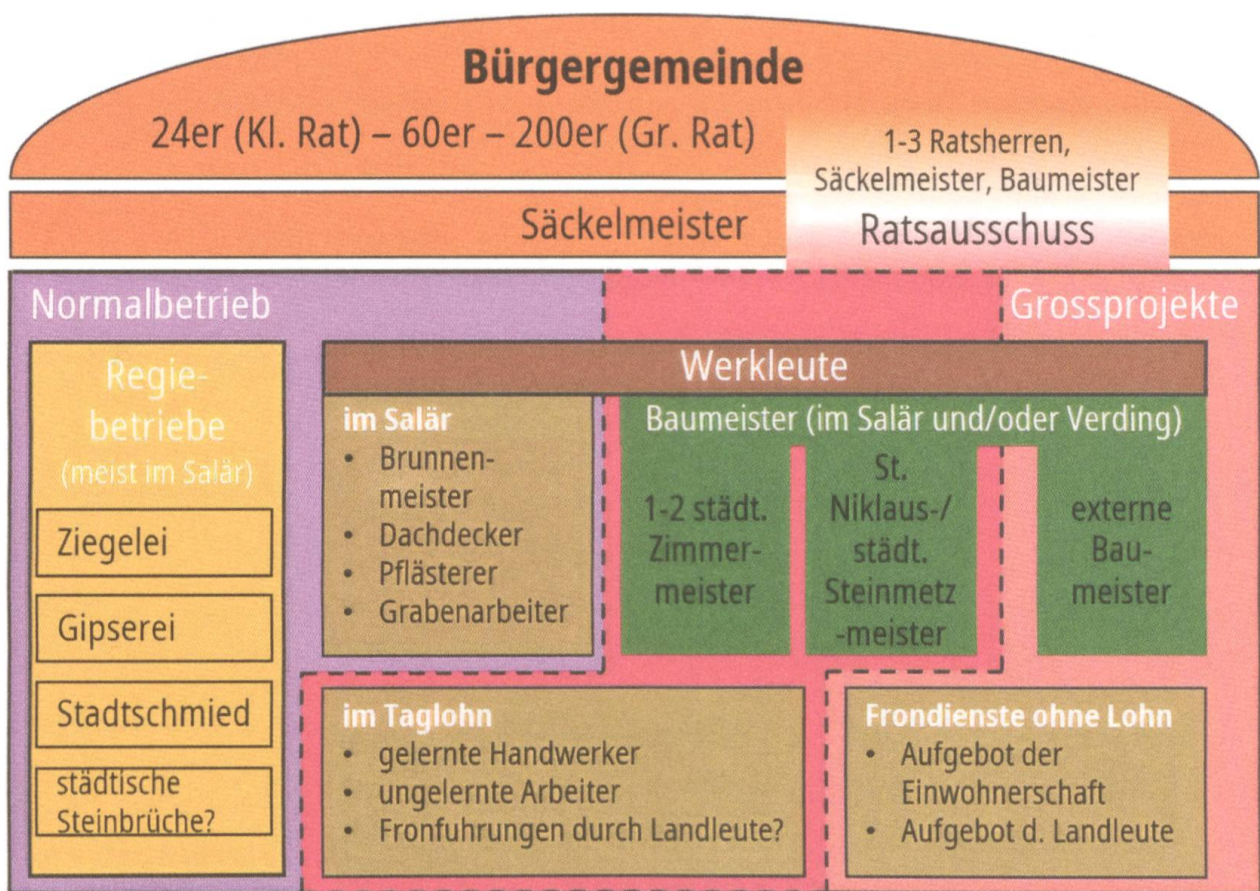 Bürgergemeinde
24er (Kl. Rat) – 60er – 200er (Gr. Rat)
1-3 Ratsherren,
Säckelmeister, Baumeister
Säckelmeister
Ratsausschuss
Normalbetrieb
Grossprojekte
Regie-
betriebe
(meist im Salär)
Ziegelei
Gipserei
Stadtschmied
städtische
Steinbrüche?
Werkleute
im Salär
• Brunnen-
meister
• Dachdecker
• Pflästerer
• Grabenarbeiter
Baumeister (im Salär und/oder Verding)
1-2 städt.
Zimmer-
meister
St.
Niklaus-/
städt.
Steinmetz
-meister
externe
Bau-
meister
im Taglohn
• gelernte Handwerker
• ungelernte Arbeiter
• Fronfuhrungen durch Landleute?
Frondienste ohne Lohn
• Aufgebot der
Einwohnerschaft
• Aufgebot d. Landleute